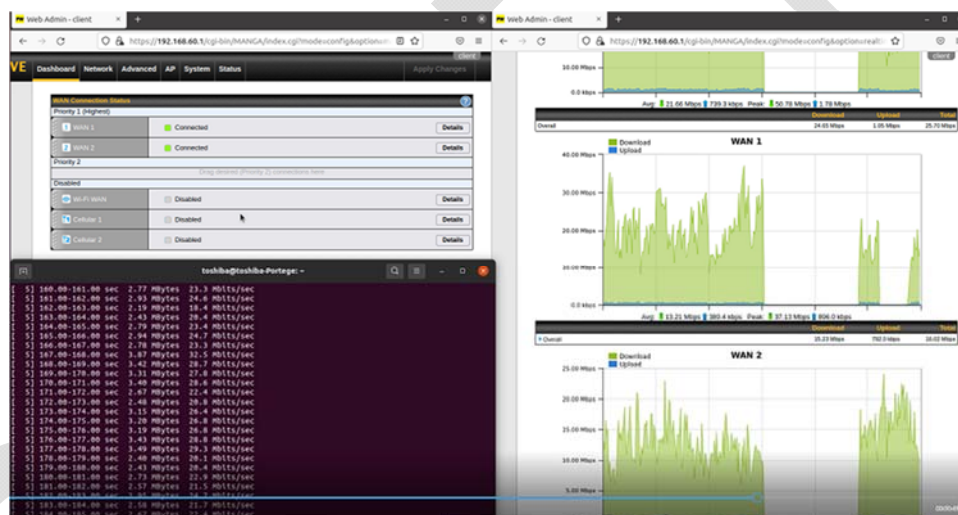 Web Admin - client
https://192.168.60.1/cgi-bin/MANGA/index.cgi?mode=config&option=
client
VE Dashboard Network Advanced AP System Status Apply Changes
WAN Connection Status
Priority 1 (Highest)
1 WAN 1 Connected Details
2 WAN 2 Connected Details
Priority 2
Drag desired (Priority 2) connections here
Disabled
Wi-Fi WAN Disabled Details
Cellular 1 Disabled Details
Cellular 2 Disabled Details
toshiba@toshiba-Portege: ~
[ 5] 160.00-161.00 sec 2.77 MBytes 23.3 Mbits/sec
[ 5] 161.00-162.00 sec 2.93 MBytes 24.6 Mbits/sec
[ 5] 162.00-163.00 sec 2.19 MBytes 18.4 Mbits/sec
[ 5] 163.00-164.00 sec 2.43 MBytes 20.4 Mbits/sec
[ 5] 164.00-165.00 sec 2.79 MBytes 23.4 Mbits/sec
[ 5] 165.00-166.00 sec 2.94 MBytes 24.7 Mbits/sec
[ 5] 166.00-167.00 sec 2.78 MBytes 23.3 Mbits/sec
[ 5] 167.00-168.00 sec 3.87 MBytes 32.5 Mbits/sec
[ 5] 168.00-169.00 sec 3.42 MBytes 28.7 Mbits/sec
[ 5] 169.00-170.00 sec 3.31 MBytes 27.8 Mbits/sec
[ 5] 170.00-171.00 sec 3.40 MBytes 28.6 Mbits/sec
[ 5] 171.00-172.00 sec 2.67 MBytes 22.4 Mbits/sec
[ 5] 172.00-173.00 sec 2.48 MBytes 20.8 Mbits/sec
[ 5] 173.00-174.00 sec 3.15 MBytes 26.4 Mbits/sec
[ 5] 174.00-175.00 sec 3.20 MBytes 26.8 Mbits/sec
[ 5] 175.00-176.00 sec 3.19 MBytes 26.8 Mbits/sec
[ 5] 176.00-177.00 sec 3.43 MBytes 28.8 Mbits/sec
[ 5] 177.00-178.00 sec 3.49 MBytes 29.3 Mbits/sec
[ 5] 178.00-179.00 sec 2.40 MBytes 20.1 Mbits/sec
[ 5] 179.00-180.00 sec 2.43 MBytes 20.4 Mbits/sec
[ 5] 180.00-181.00 sec 2.73 MBytes 22.9 Mbits/sec
[ 5] 181.00-182.00 sec 2.57 MBytes 21.5 Mbits/sec
[ 5] 183.00-184.00 sec 2.58 MBytes 21.7 Mbits/sec
Web Admin - client
https://192.168.60.1/cgi-bin/MANGA/index.cgi?mode=config&option=realti
client
10.00 Mbps
0.0 kbps
Avg: 21.66 Mbps 739.3 kbps Peak: 50.78 Mbps 1.78 Mbps
Download Upload Total
Overall 24.65 Mbps 1.05 Mbps 25.70 Mbps
Download
Upload
WAN 1
40.00 Mbps
30.00 Mbps
20.00 Mbps
10.00 Mbps
0.0 kbps
Avg: 13.21 Mbps 389.4 kbps Peak: 37.13 Mbps 896.0 kbps
Download Upload Total
Overall 15.23 Mbps 792.0 kbps 16.02 Mbps
Download
Upload
WAN 2
25.00 Mbps
20.00 Mbps
15.00 Mbps
10.00 Mbps
5.00 Mbps